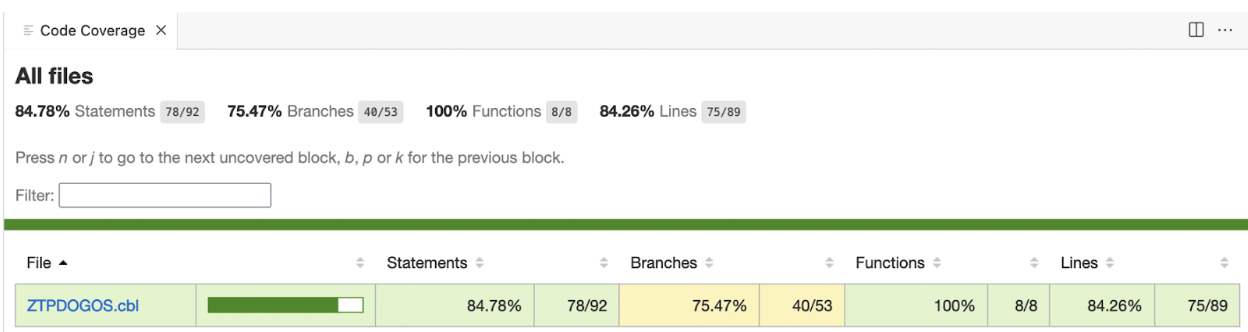 Code Coverage
All files
84.78% Statements 78/92 75.47% Branches 40/53 100% Functions 8/8 84.26% Lines 75/89
Press n or j to go to the next uncovered block, b, p or k for the previous block.
Filter:
File Statements Branches Functions Lines
ZTPDOGOS.cbl 84.78% 78/92 75.47% 40/53 100% 8/8 84.26% 75/89